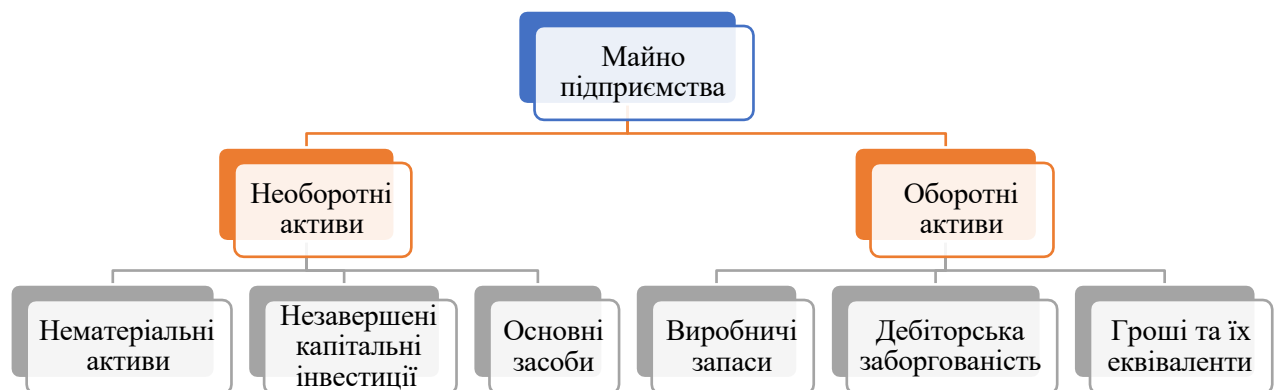 Майно
підприємства
Необоротні
активи
Оборотні
активи
Нематеріальні
активи
Незавершені
капітальні
інвестиції
Основні
засоби
Виробничі
запаси
Дебіторська
заборгованість
Гроші та їх
еквіваленти